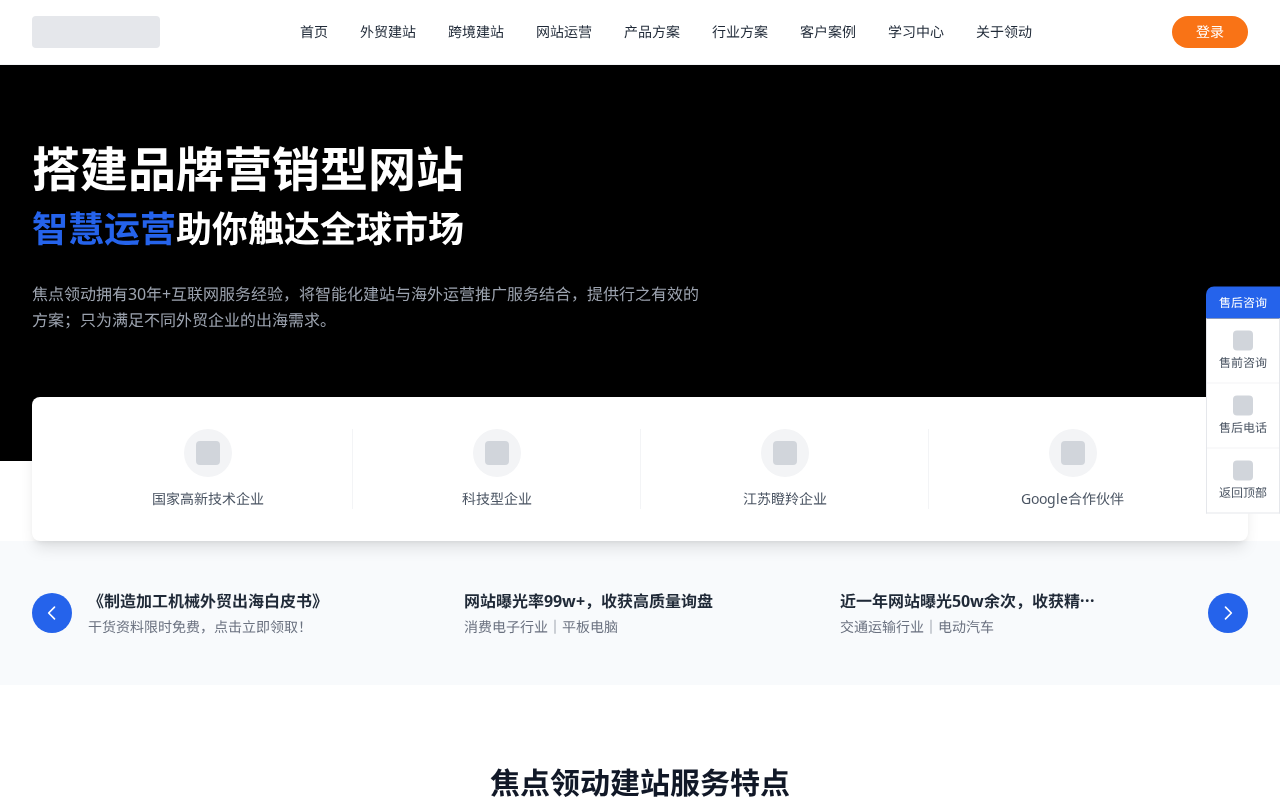 首页
外贸建站
跨境建站
网站运营
产品方案
行业方案
客户案例
学习中心
关于领动
登录
搭建品牌营销型网站
智慧运营助你触达全球市场
焦点领动拥有30年+互联网服务经验，将智能化建站与海外运营推广服务结合，提供行之有效的
方案；只为满足不同外贸企业的出海需求。
售后咨询
售前咨询
售后电话
返回顶部
国家高新技术企业
科技型企业
江苏瞪羚企业
Google合作伙伴
《制造加工机械外贸出海白皮书》
干货资料限时免费，点击立即领取！
网站曝光率99w+，收获高质量询盘
消费电子行业｜平板电脑
近一年网站曝光50w余次，收获精…
交通运输行业｜电动汽车
焦点领动建站服务特点